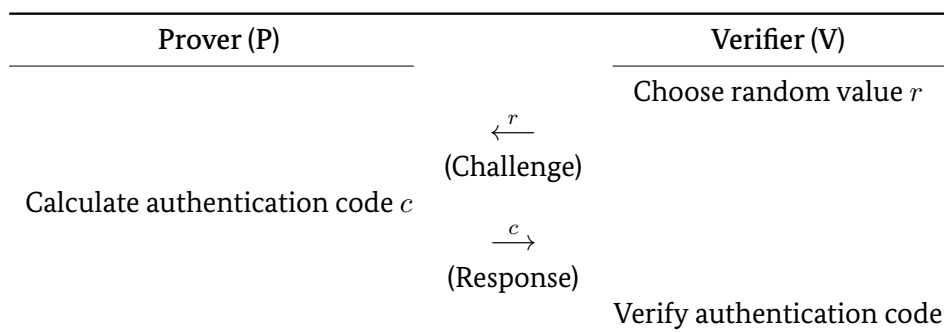 Prover (P) Verifier (V)
Choose random value r
r
(Challenge)
Calculate authentication code c
c
(Response)
Verify authentication code